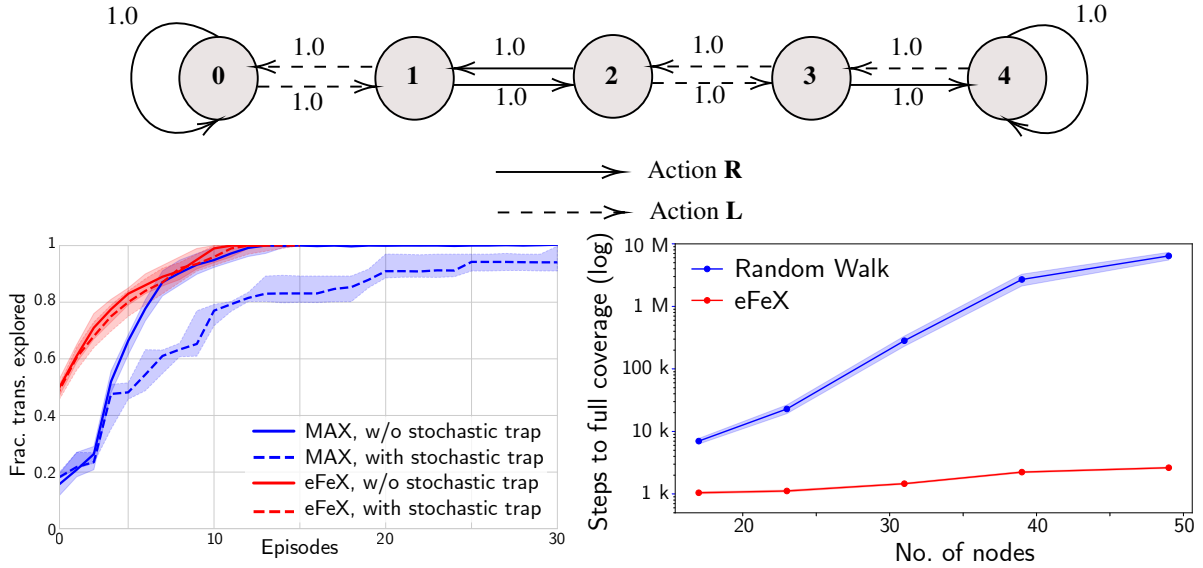 1.0 1.0
1.0 1.0 1.0 1.0
0 1 2 3 4
1.0 1.0 1.0 1.0
Action R
Action L
Frac. trans. explored
1
0.8
0.6
0.4
0.2
0
0 10 20 30
Episodes
MAX, w/o stochastic trap
MAX, with stochastic trap
eFeX, w/o stochastic trap
eFeX, with stochastic trap
Steps to full coverage (log)
10 M
1 M
100 k
10 k
1 k
20 30 40 50
No. of nodes
Random Walk
eFeX